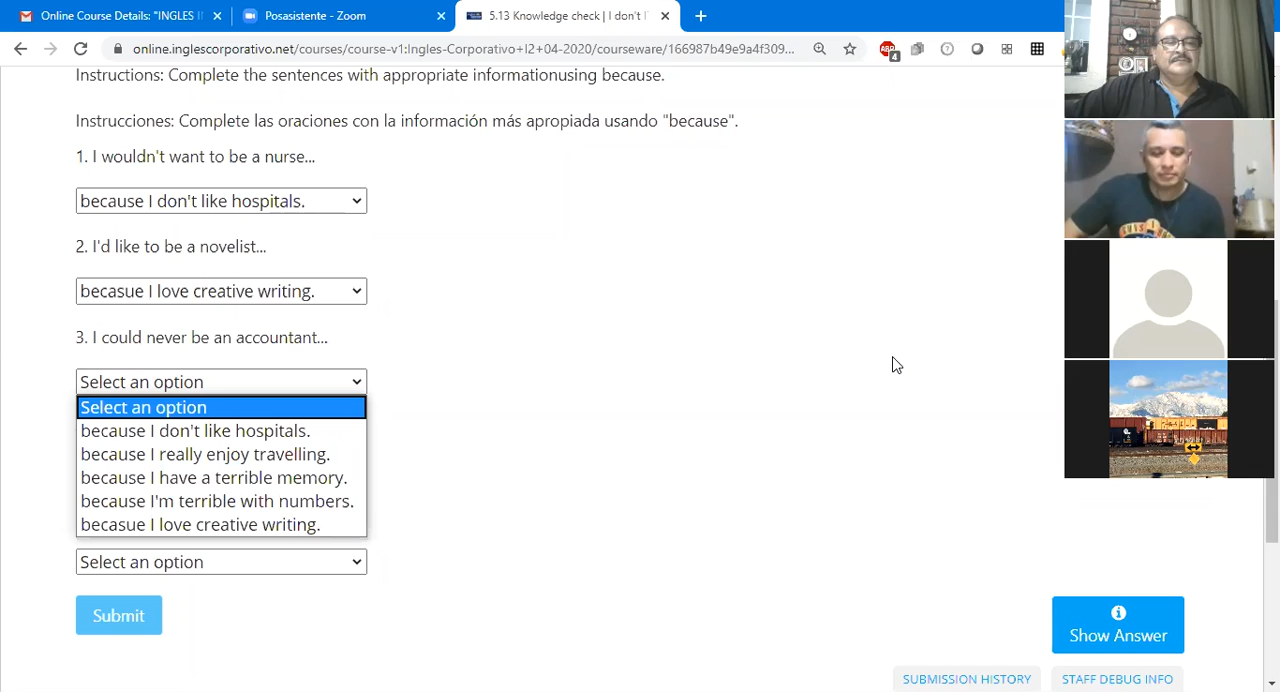 Online Course Details: "INGLES II
Posasistente - Zoom
5.13 Knowledge check | I don't l
online.inglescorporativo.net/courses/course-v1:Ingles-Corporativo+I2+04-2020/courseware/166987b49e9a4f309...
4
Instructions: Complete the sentences with appropriate informationusing because.
Instrucciones: Complete las oraciones con la información más apropiada usando "because".
1. I wouldn't want to be a nurse...
because I don't like hospitals.
2. I'd like to be a novelist...
becasue I love creative writing.
3. I could never be an accountant...
Select an option
Select an option
because I don't like hospitals.
because I really enjoy travelling.
because I have a terrible memory.
because I'm terrible with numbers.
becasue I love creative writing.
Select an option
Submit
Show Answer
SUBMISSION HISTORY
STAFF DEBUG INFO